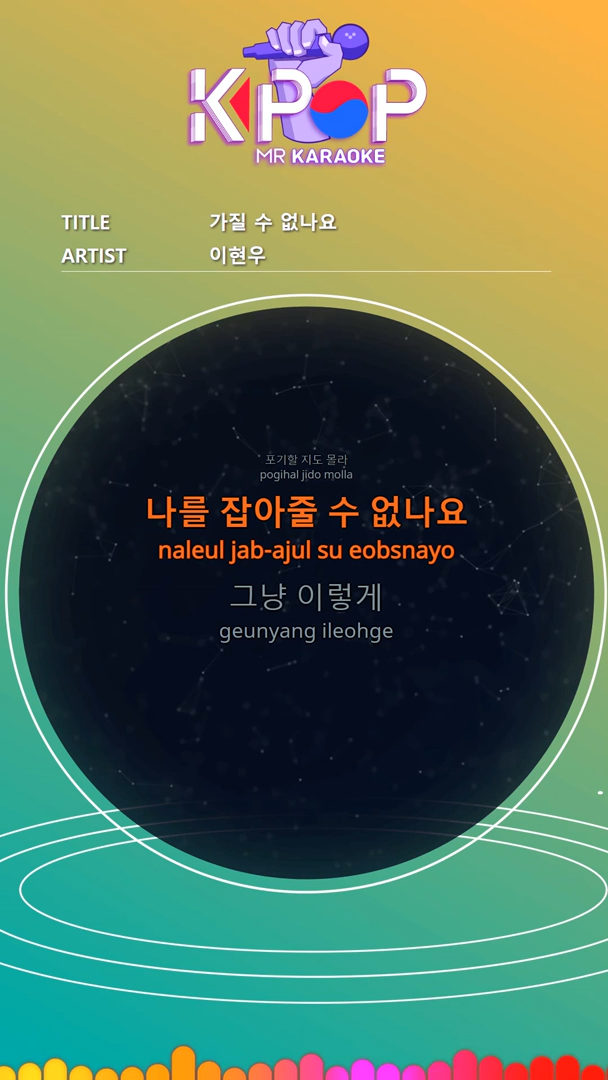 KPOP
MR KARAOKE
TITLE 가질 수 없나요
ARTIST 이현우
포기할 지도 몰라
pogihal jido molla
나를 잡아줄 수 없나요
naleul jab-ajul su eobsnayo
그냥 이렇게
geunyang ileohge